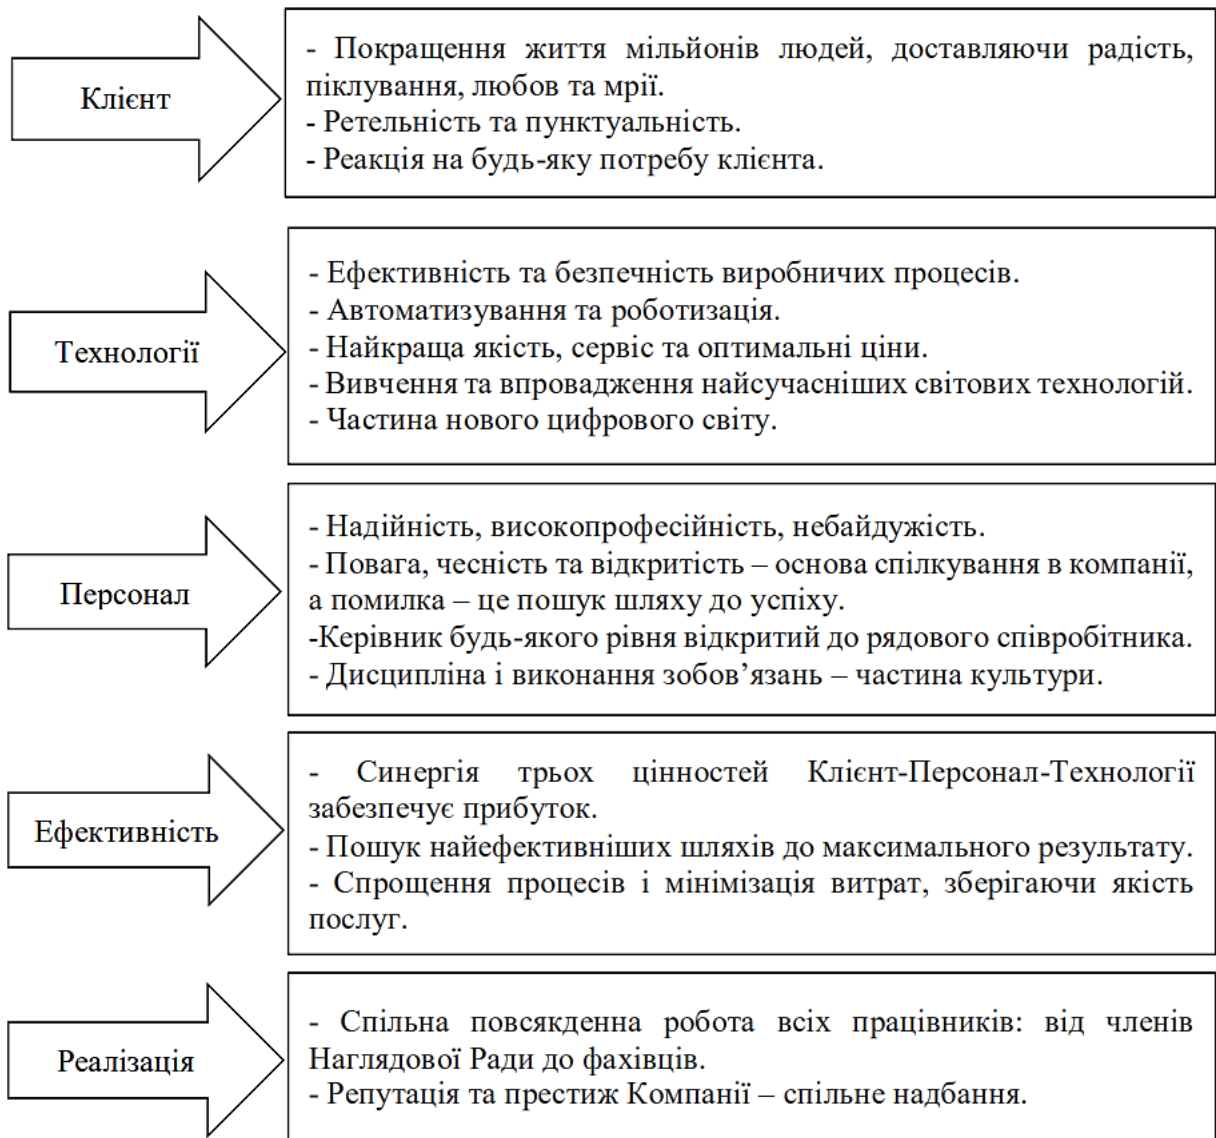 Клієнт
- Покращення життя мільйонів людей, доставляючи радість,
піклування, любов та мрії.
- Ретельність та пунктуальність.
- Реакція на будь-яку потребу клієнта.
Технології
- Ефективність та безпечність виробничих процесів.
- Автоматизування та роботизація.
- Найкраща якість, сервіс та оптимальні ціни.
- Вивчення та впровадження найсучасніших світових технологій.
- Частина нового цифрового світу.
Персонал
- Надійність, високопрофесійність, небайдужість.
- Повага, чесність та відкритість – основа спілкування в компанії,
а помилка – це пошук шляху до успіху.
-Керівник будь-якого рівня відкритий до рядового співробітника.
- Дисципліна і виконання зобов’язань – частина культури.
Ефективність
- Синергія трьох цінностей Клієнт-Персонал-Технології
забезпечує прибуток.
- Пошук найефективніших шляхів до максимального результату.
- Спрощення процесів і мінімізація витрат, зберігаючи якість
послуг.
Реалізація
- Спільна повсякденна робота всіх працівників: від членів
Наглядової Ради до фахівців.
- Репутація та престиж Компанії – спільне надбання.